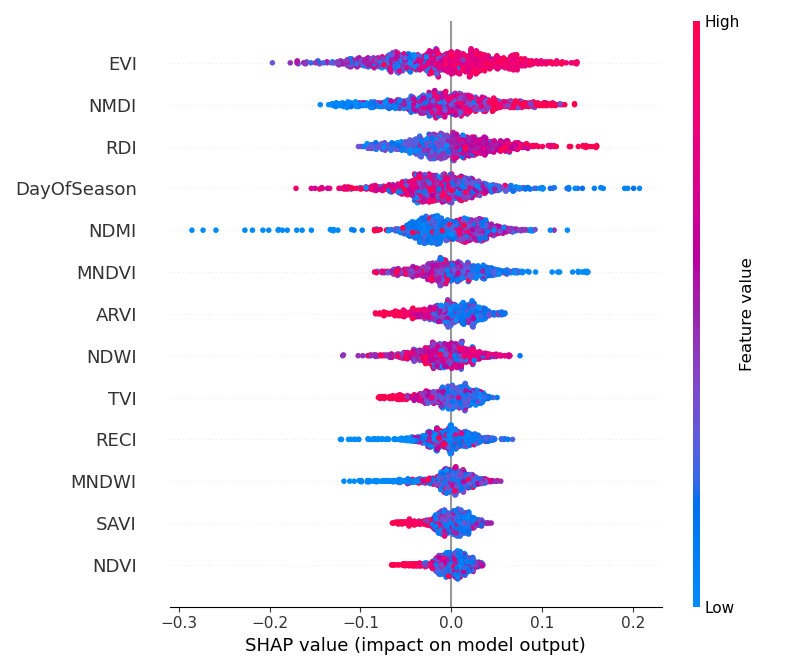 High
EVI
NMDI
RDI
DayOfSeason
NDMI
MNDVI
ARVI
NDWI
TVI
RECI
MNDWI
SAVI
NDVI
Feature value
Low
−0.3 −0.2 −0.1 0.0 0.1 0.2
SHAP value (impact on model output)